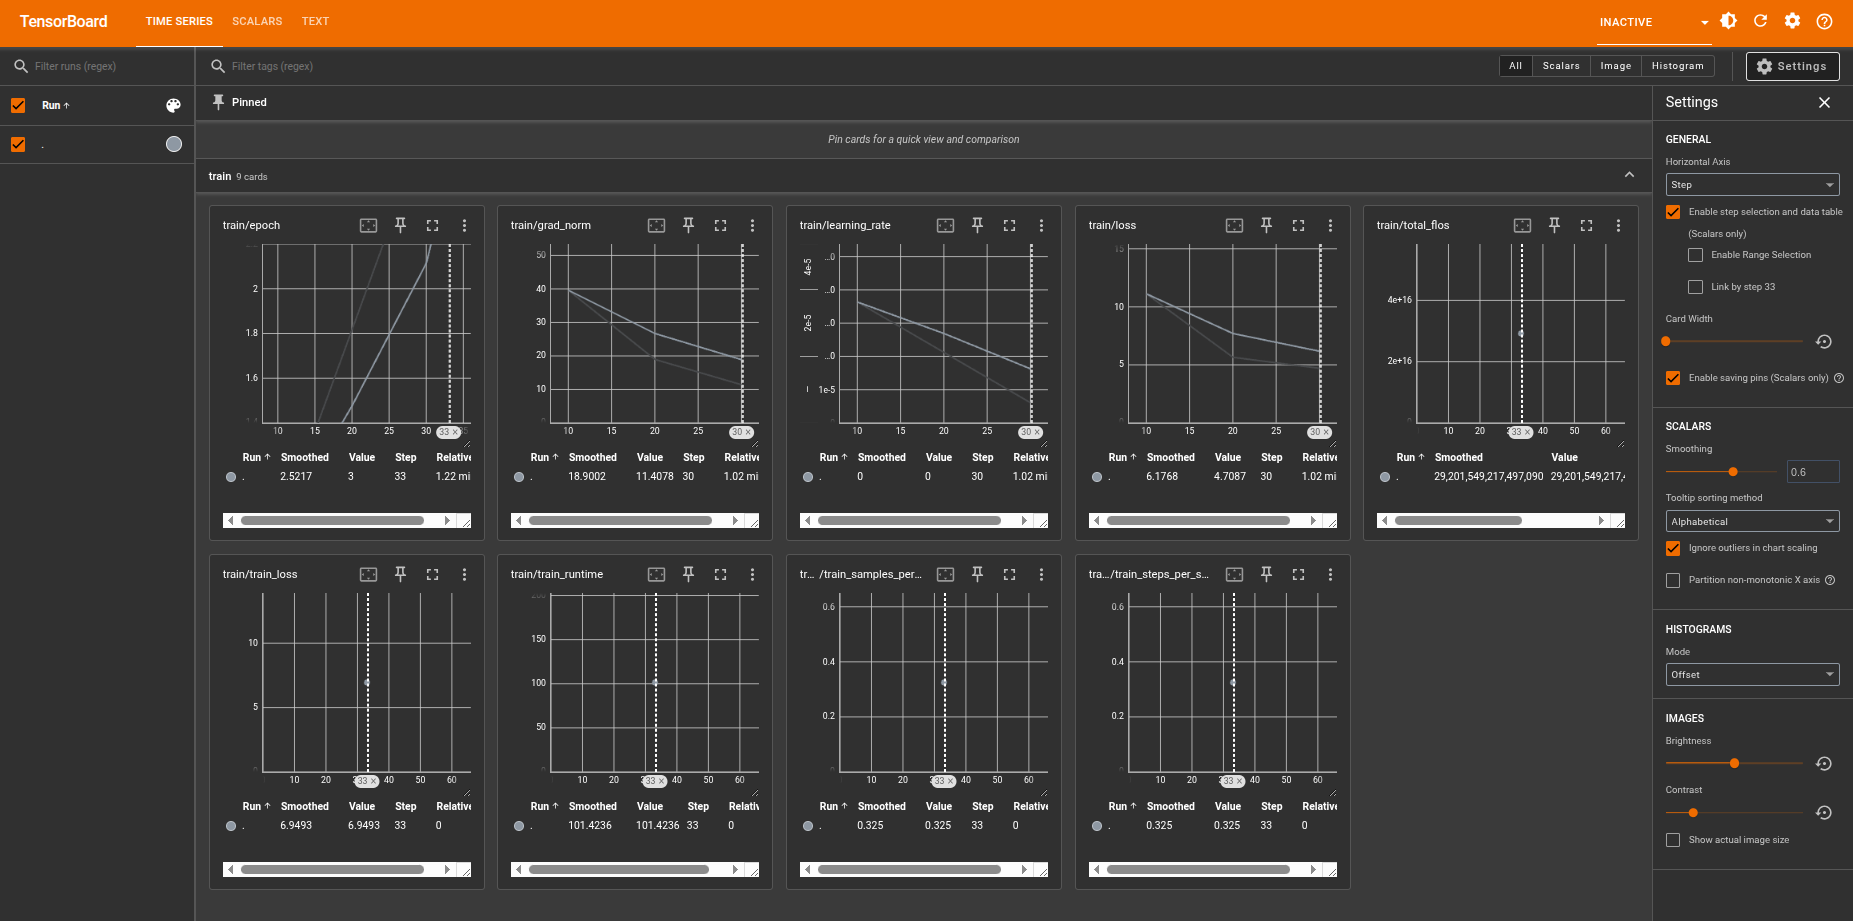 TensorBoard TIME SERIES SCALARS TEXT INACTIVE
Filter runs (regex)
Run
.
Filter tags (regex) All Scalars Image Histogram Settings
Pinned
Pin cards for a quick view and comparison
train 9 cards
train/epoch
2
1.8
1.6
10 15 20 25 30 33 ×
Run Smoothed Value Step Relative
. 2.5217 3 33 1.22 mi
train/grad_norm
50
40
30
20
10
10 15 20 25 30 ×
Run Smoothed Value Step Relative
. 18.9002 11.4078 30 1.02 mi
train/learning_rate
4e-5 ...0
...0
2e-5 ...0
...0
1e-5
10 15 20 25 30 ×
Run Smoothed Value Step Relative
. 0 0 30 1.02 mi
train/loss
15
10
5
10 15 20 25 30 ×
Run Smoothed Value Step Relative
. 6.1768 4.7087 30 1.02 mi
train/total_flos
4e+16
2e+16
10 20 33 × 40 50 60
Run Smoothed Value
. 29,201,549,217,497,090 29,201,549,217,4
train/train_loss
10
5
10 20 33 × 40 50 60
Run Smoothed Value Step Relative
. 6.9493 6.9493 33 0
train/train_runtime
200
150
100
50
10 20 33 × 40 50 60
Run Smoothed Value Step Relativ
. 101.4236 101.4236 33 0
tr... /train_samples_per...
0.6
0.4
0.2
10 20 33 × 40 50 60
Run Smoothed Value Step Relative
. 0.325 0.325 33 0
tra.../train_steps_per_s...
0.6
0.4
0.2
10 20 33 × 40 50 60
Run Smoothed Value Step Relative
. 0.325 0.325 33 0
Settings
GENERAL
Horizontal Axis
Step
Enable step selection and data table
(Scalars only)
Enable Range Selection
Link by step 33
Card Width
Enable saving pins (Scalars only)
SCALARS
Smoothing
0.6
Tooltip sorting method
Alphabetical
Ignore outliers in chart scaling
Partition non-monotonic X axis
HISTOGRAMS
Mode
Offset
IMAGES
Brightness
Contrast
Show actual image size